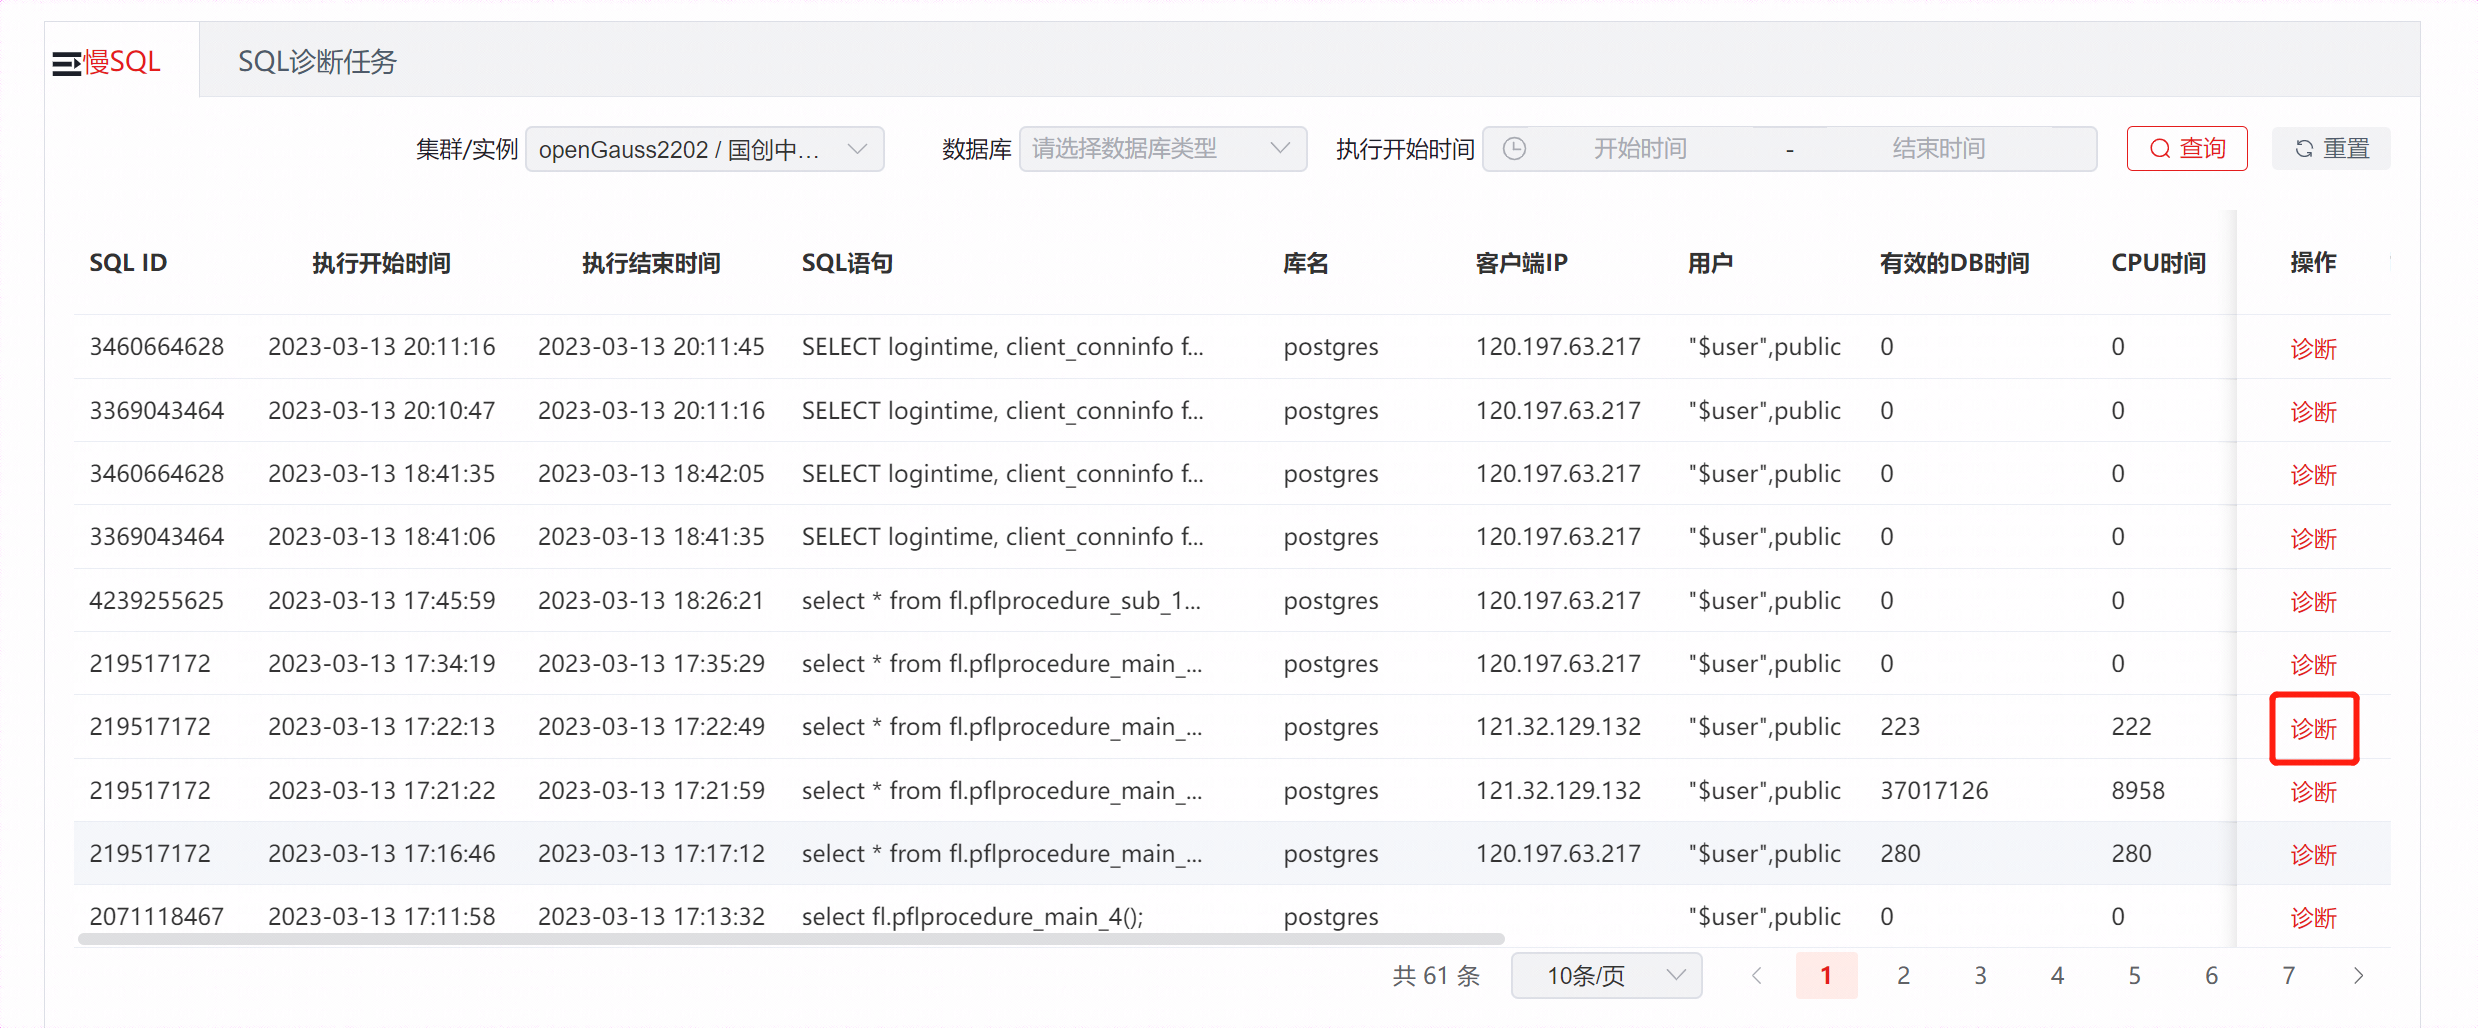 慢SQL SQL诊断任务
集群/实例 openGauss2202 / 国创中... 数据库 请选择数据库类型 执行开始时间 开始时间 - 结束时间 查询 重置
SQL ID 执行开始时间 执行结束时间 SQL语句 库名 客户端IP 用户 有效的DB时间 CPU时间 操作
3460664628 2023-03-13 20:11:16 2023-03-13 20:11:45 SELECT logintime, client_conninfo f... postgres 120.197.63.217 "$user",public 0 0 诊断
3369043464 2023-03-13 20:10:47 2023-03-13 20:11:16 SELECT logintime, client_conninfo f... postgres 120.197.63.217 "$user",public 0 0 诊断
3460664628 2023-03-13 18:41:35 2023-03-13 18:42:05 SELECT logintime, client_conninfo f... postgres 120.197.63.217 "$user",public 0 0 诊断
3369043464 2023-03-13 18:41:06 2023-03-13 18:41:35 SELECT logintime, client_conninfo f... postgres 120.197.63.217 "$user",public 0 0 诊断
4239255625 2023-03-13 17:45:59 2023-03-13 18:26:21 select * from fl.pflprocedure_sub_1... postgres 120.197.63.217 "$user",public 0 0 诊断
219517172 2023-03-13 17:34:19 2023-03-13 17:35:29 select * from fl.pflprocedure_main_... postgres 120.197.63.217 "$user",public 0 0 诊断
219517172 2023-03-13 17:22:13 2023-03-13 17:22:49 select * from fl.pflprocedure_main_... postgres 121.32.129.132 "$user",public 223 222 诊断
219517172 2023-03-13 17:21:22 2023-03-13 17:21:59 select * from fl.pflprocedure_main_... postgres 121.32.129.132 "$user",public 37017126 8958 诊断
219517172 2023-03-13 17:16:46 2023-03-13 17:17:12 select * from fl.pflprocedure_main_... postgres 120.197.63.217 "$user",public 280 280 诊断
2071118467 2023-03-13 17:11:58 2023-03-13 17:13:32 select fl.pflprocedure_main_4(); postgres "$user",public 0 0 诊断
共 61 条 10条/页 1 2 3 4 5 6 7